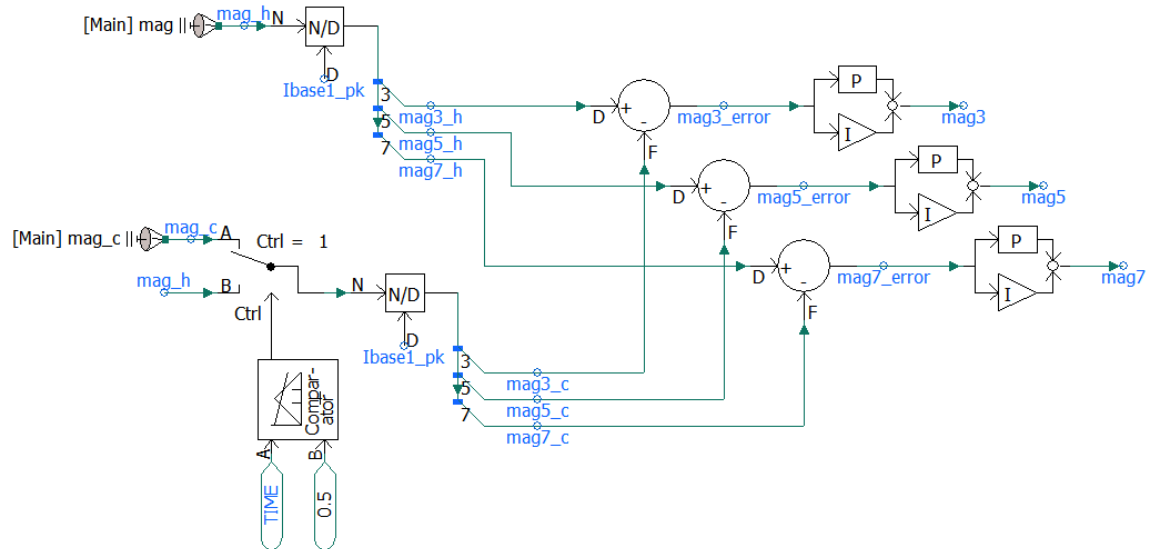 [Main] mag
mag_h
N
N/D
D
Ibase1_pk
3
mag3_h
5
mag5_h
7
mag7_h
D
+
-
F
mag3_error
P
I
mag3
D
+
-
F
mag5_error
P
I
mag5
D
+
-
F
mag7_error
P
I
mag7
[Main] mag_c
mag_c
A
Ctrl = 1
mag_h
B
Ctrl
N
N/D
D
Ibase1_pk
3
mag3_c
5
mag5_c
7
mag7_c
Compar-
ator
A
B
TIME
0.5